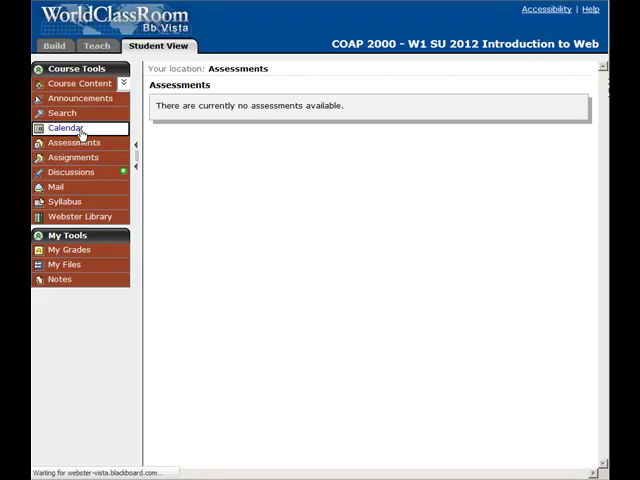 WorldClassRoom
Bb Vista
Accessibility | Help
Build
Teach
Student View
COAP 2000 - W1 SU 2012 Introduction to Web
Course Tools
Course Content
Announcements
Search
Calendar
Assessments
Assignments
Discussions
Mail
Syllabus
Webster Library
My Tools
My Grades
My Files
Notes
Your location: Assessments
Assessments
There are currently no assessments available.
Waiting for webster-vista.blackboard.com...